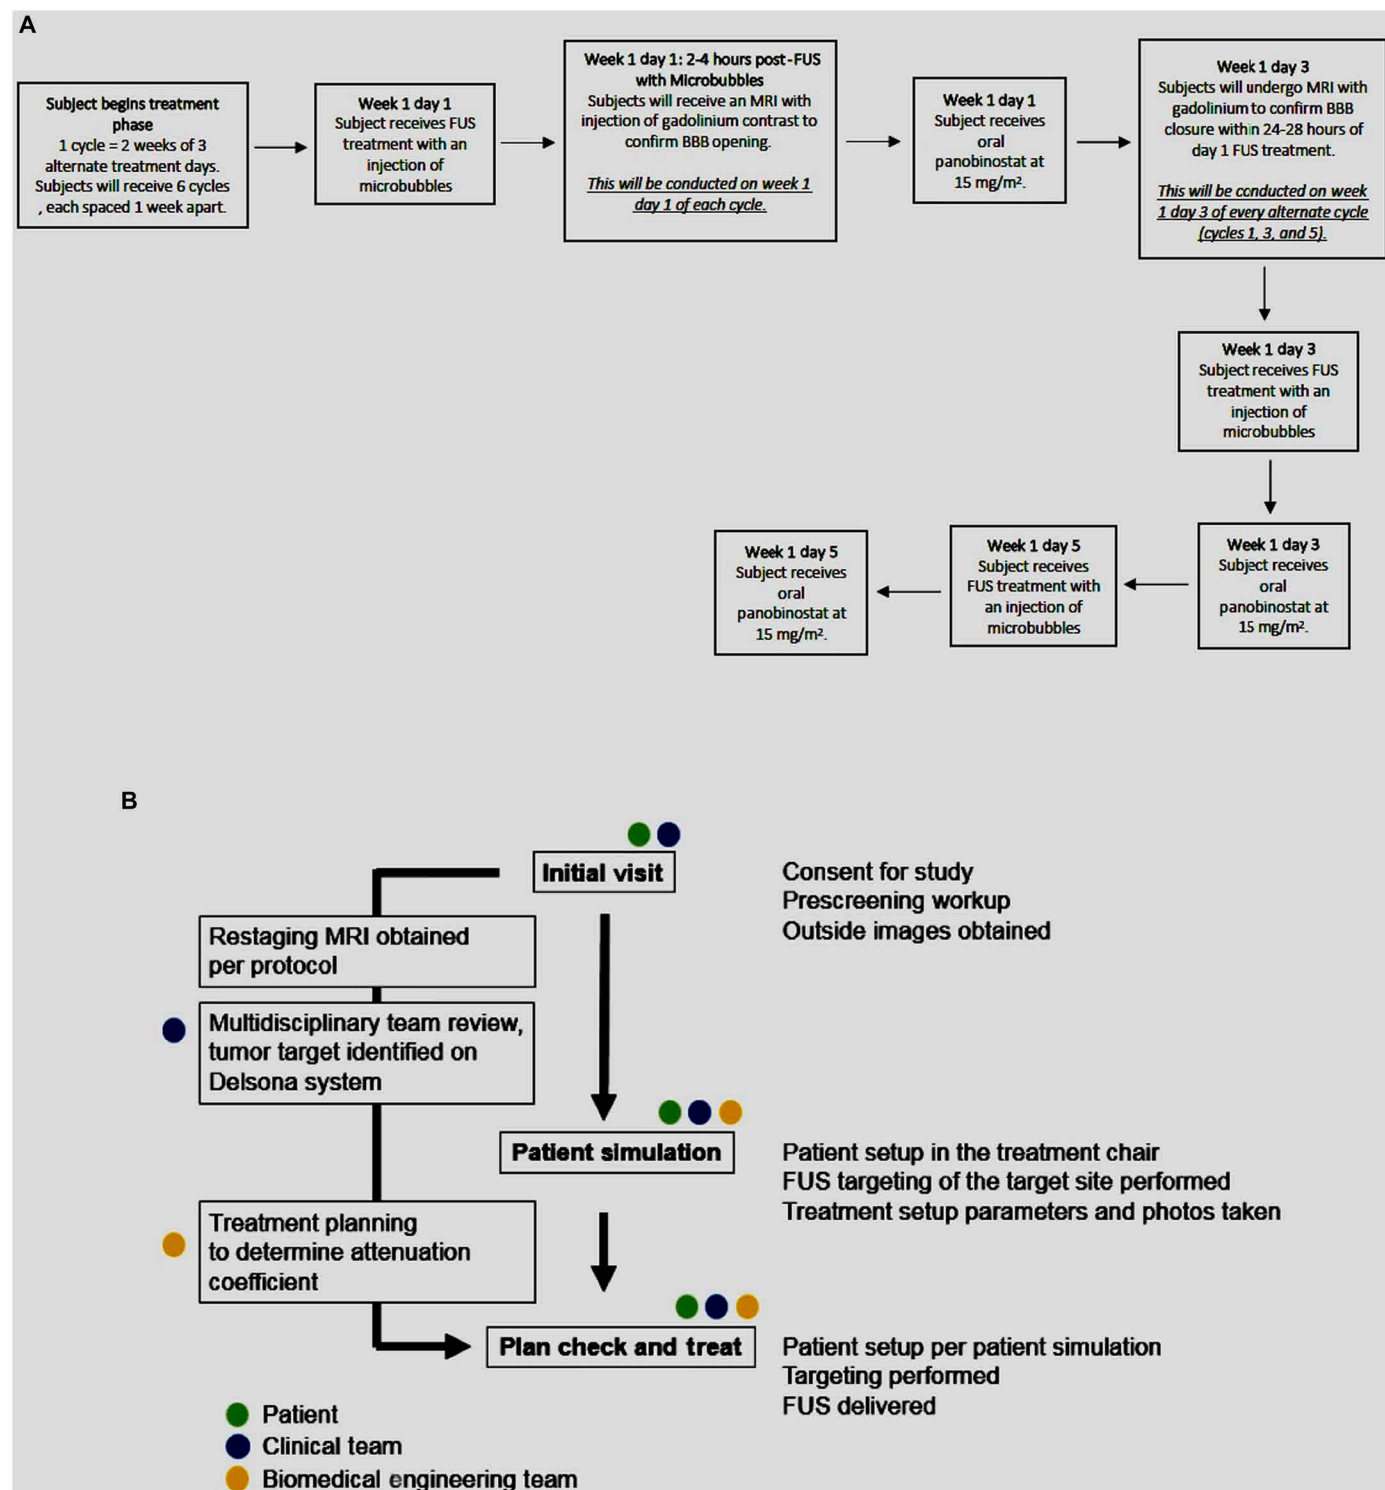 A
Subject begins treatment
phase
1 cycle = 2 weeks of 3
alternate treatment days.
Subjects will receive 6 cycles
, each spaced 1 week apart.
Week 1 day 1
Subject receives FUS
treatment with an
injection of
microbubbles
Week 1 day 1: 2-4 hours post-FUS
with Microbubbles
Subjects will receive an MRI with
injection of gadolinium contrast to
confirm BBB opening.
This will be conducted on week 1
day 1 of each cycle.
Week 1 day 1
Subject receives
oral
panobinostat at
15 mg/m².
Week 1 day 3
Subjects will undergo MRI with
gadolinium to confirm BBB
closure within 24-28 hours of
day 1 FUS treatment.
This will be conducted on week
1 day 3 of every alternate cycle
(cycles 1, 3, and 5).
Week 1 day 3
Subject receives FUS
treatment with an
injection of
microbubbles
Week 1 day 3
Subject receives
oral
panobinostat at
15 mg/m².
Week 1 day 5
Subject receives
FUS treatment with
an injection of
microbubbles
Week 1 day 5
Subject receives
oral
panobinostat at
15 mg/m².
B
Initial visit
Consent for study
Prescreening workup
Outside images obtained
Restaging MRI obtained
per protocol
Multidisciplinary team review,
tumor target identified on
Delsona system
Patient simulation
Patient setup in the treatment chair
FUS targeting of the target site performed
Treatment setup parameters and photos taken
Treatment planning
to determine attenuation
coefficient
Plan check and treat
Patient setup per patient simulation
Targeting performed
FUS delivered
Patient
Clinical team
Biomedical engineering team